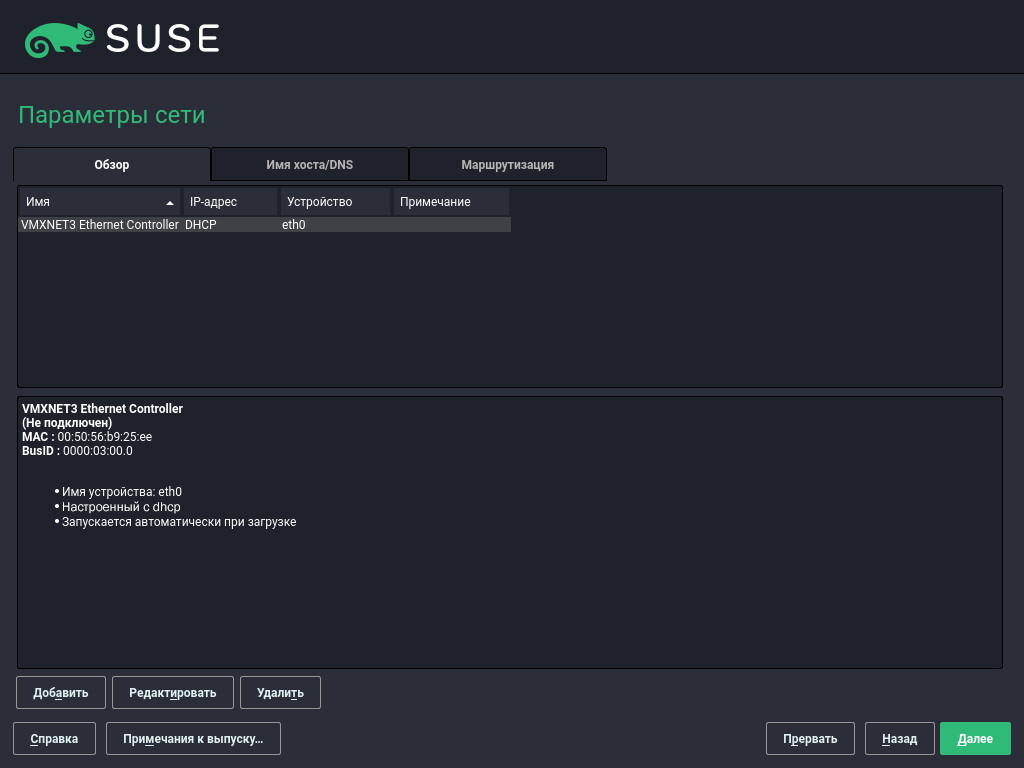 SUSE
Параметры сети
Обзор Имя хоста/DNS Маршрутизация
Имя IP-адрес Устройство Примечание
VMXNET3 Ethernet Controller DHCP eth0
VMXNET3 Ethernet Controller
(Не подключен)
MAC : 00:50:56:b9:25:ee
BusID : 0000:03:00.0
• Имя устройства: eth0
• Настроенный с dhcp
• Запускается автоматически при загрузке
Добавить Редактировать Удалить
Справка Примечания к выпуску... Прервать Назад Далее